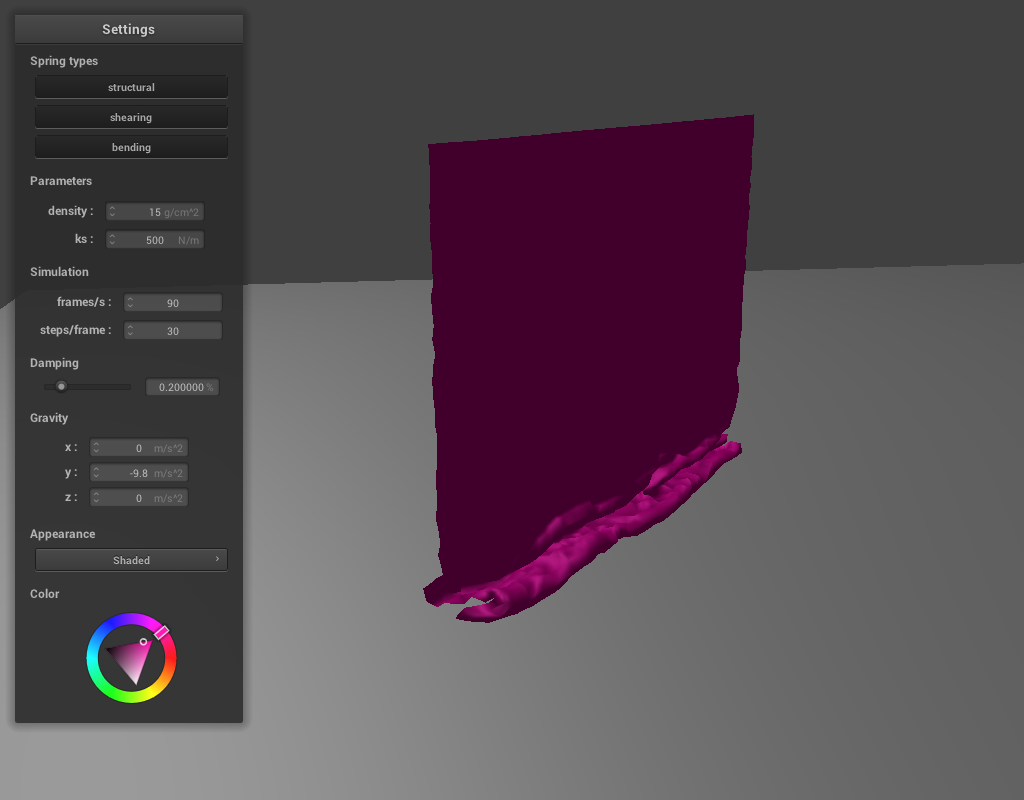 Settings
Spring types
structural
shearing
bending
Parameters
density : 15 g/cm^2
ks : 500 N/m
Simulation
frames/s : 90
steps/frame : 30
Damping
0.200000 %
Gravity
x : 0 m/s^2
y : -9.8 m/s^2
z : 0 m/s^2
Appearance
Shaded
Color